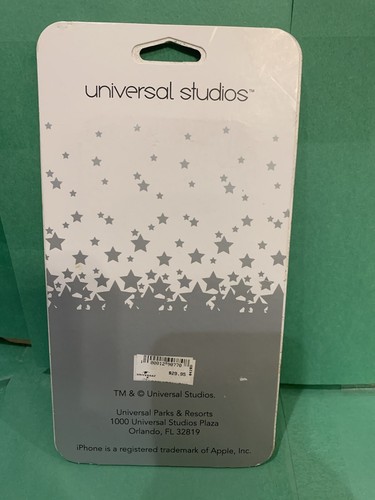 universal studios™
$29.95
TM & © Universal Studios.
Universal Parks & Resorts
1000 Universal Studios Plaza
Orlando, FL 32819
iPhone is a registered trademark of Apple, Inc.